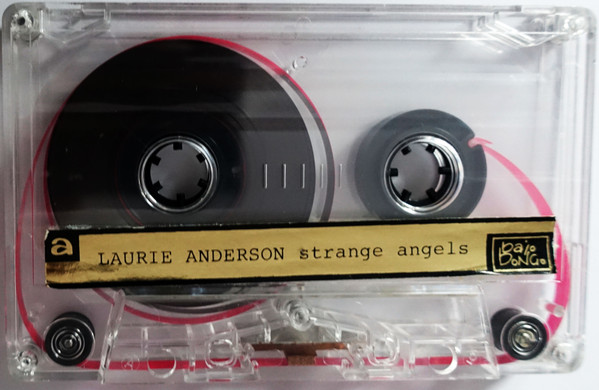 a LAURIE ANDERSON strange angels
bajo
BoNGo